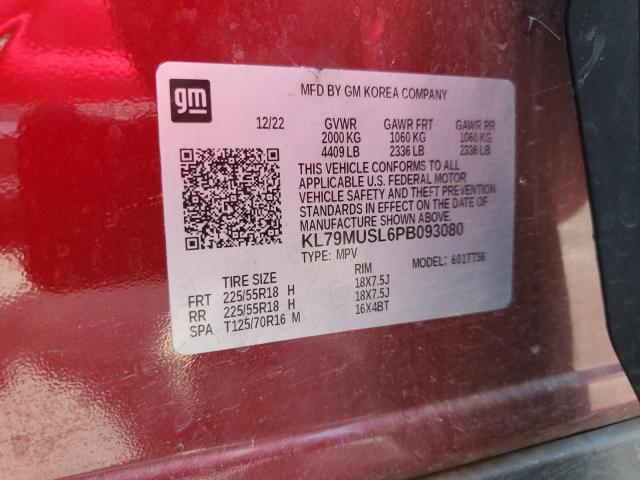 gm
MFD BY GM KOREA COMPANY
12/22 GVWR GAWR FRT GAWR RR
2000 KG 1060 KG 1060 KG
4409 LB 2336 LB 2336 LB
THIS VEHICLE CONFORMS TO ALL
APPLICABLE U.S. FEDERAL MOTOR
VEHICLE SAFETY AND THEFT PREVENTION
STANDARDS IN EFFECT ON THE DATE OF
MANUFACTURE SHOWN ABOVE.
KL79MUSL6PB093080
TYPE: MPV MODEL: 601TT56
TIRE SIZE RIM
FRT 225/55R18 H 18X7.5J
RR 225/55R18 H 18X7.5J
SPA T125/70R16 M 16X4BT